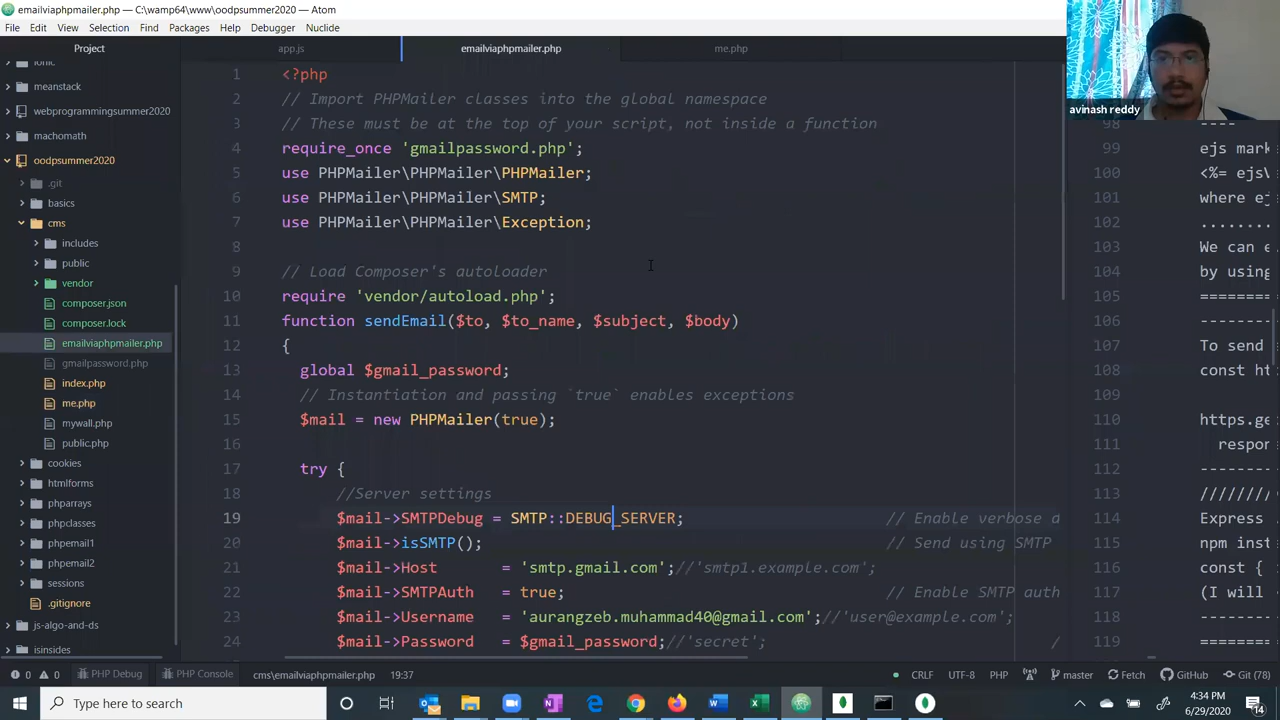 emailviaphpmailer.php — C:\wamp64\www\oodpsummer2020 — Atom
File Edit View Selection Find Packages Help Debugger Nuclide
Project
app.js
emailviaphpmailer.php
me.php
avinash reddy
ionic
meanstack
webprogrammingsummer2020
machomath
oodpsummer2020
.git
basics
cms
includes
public
vendor
composer.json
composer.lock
emailviaphpmailer.php
gmailpassword.php
index.php
me.php
mywall.php
public.php
cookies
htmlforms
phparrays
phpclasses
phpemail1
phpemail2
sessions
.gitignore
js-algo-and-ds
isinsides
1 <?php
2 // Import PHPMailer classes into the global namespace
3 // These must be at the top of your script, not inside a function
4 require_once 'gmailpassword.php';
5 use PHPMailer\PHPMailer\PHPMailer;
6 use PHPMailer\PHPMailer\SMTP;
7 use PHPMailer\PHPMailer\Exception;
8
9 // Load Composer's autoloader
10 require 'vendor/autoload.php';
11 function sendEmail($to, $to_name, $subject, $body)
12 {
13 global $gmail_password;
14 // Instantiation and passing `true` enables exceptions
15 $mail = new PHPMailer(true);
16
17 try {
18 //Server settings
19 $mail->SMTPDebug = SMTP::DEBUG_SERVER; // Enable verbose d
20 $mail->isSMTP(); // Send using SMTP
21 $mail->Host = 'smtp.gmail.com';//'smtp1.example.com';
22 $mail->SMTPAuth = true; // Enable SMTP auth
23 $mail->Username = 'aurangzeb.muhammad40@gmail.com';//'user@example.com';
24 $mail->Password = $gmail_password;//'secret'; /
98 ----
99 ejs mark
100 <%= ejsV
101 where ej
102 ........
103 We can e
104 by using
105 ========
106 --------
107 To send
108 const ht
109
110 https.ge
111 respon
112 --------
113 ////////
114 Express
115 npm inst
116 const {
117 (I will
118 --------
119 ========
0 0 PHP Debug PHP Console cms\emailviaphpmailer.php 19:37
CRLF UTF-8 PHP master Fetch GitHub Git (78)
Type here to search
4:34 PM
6/29/2020
14